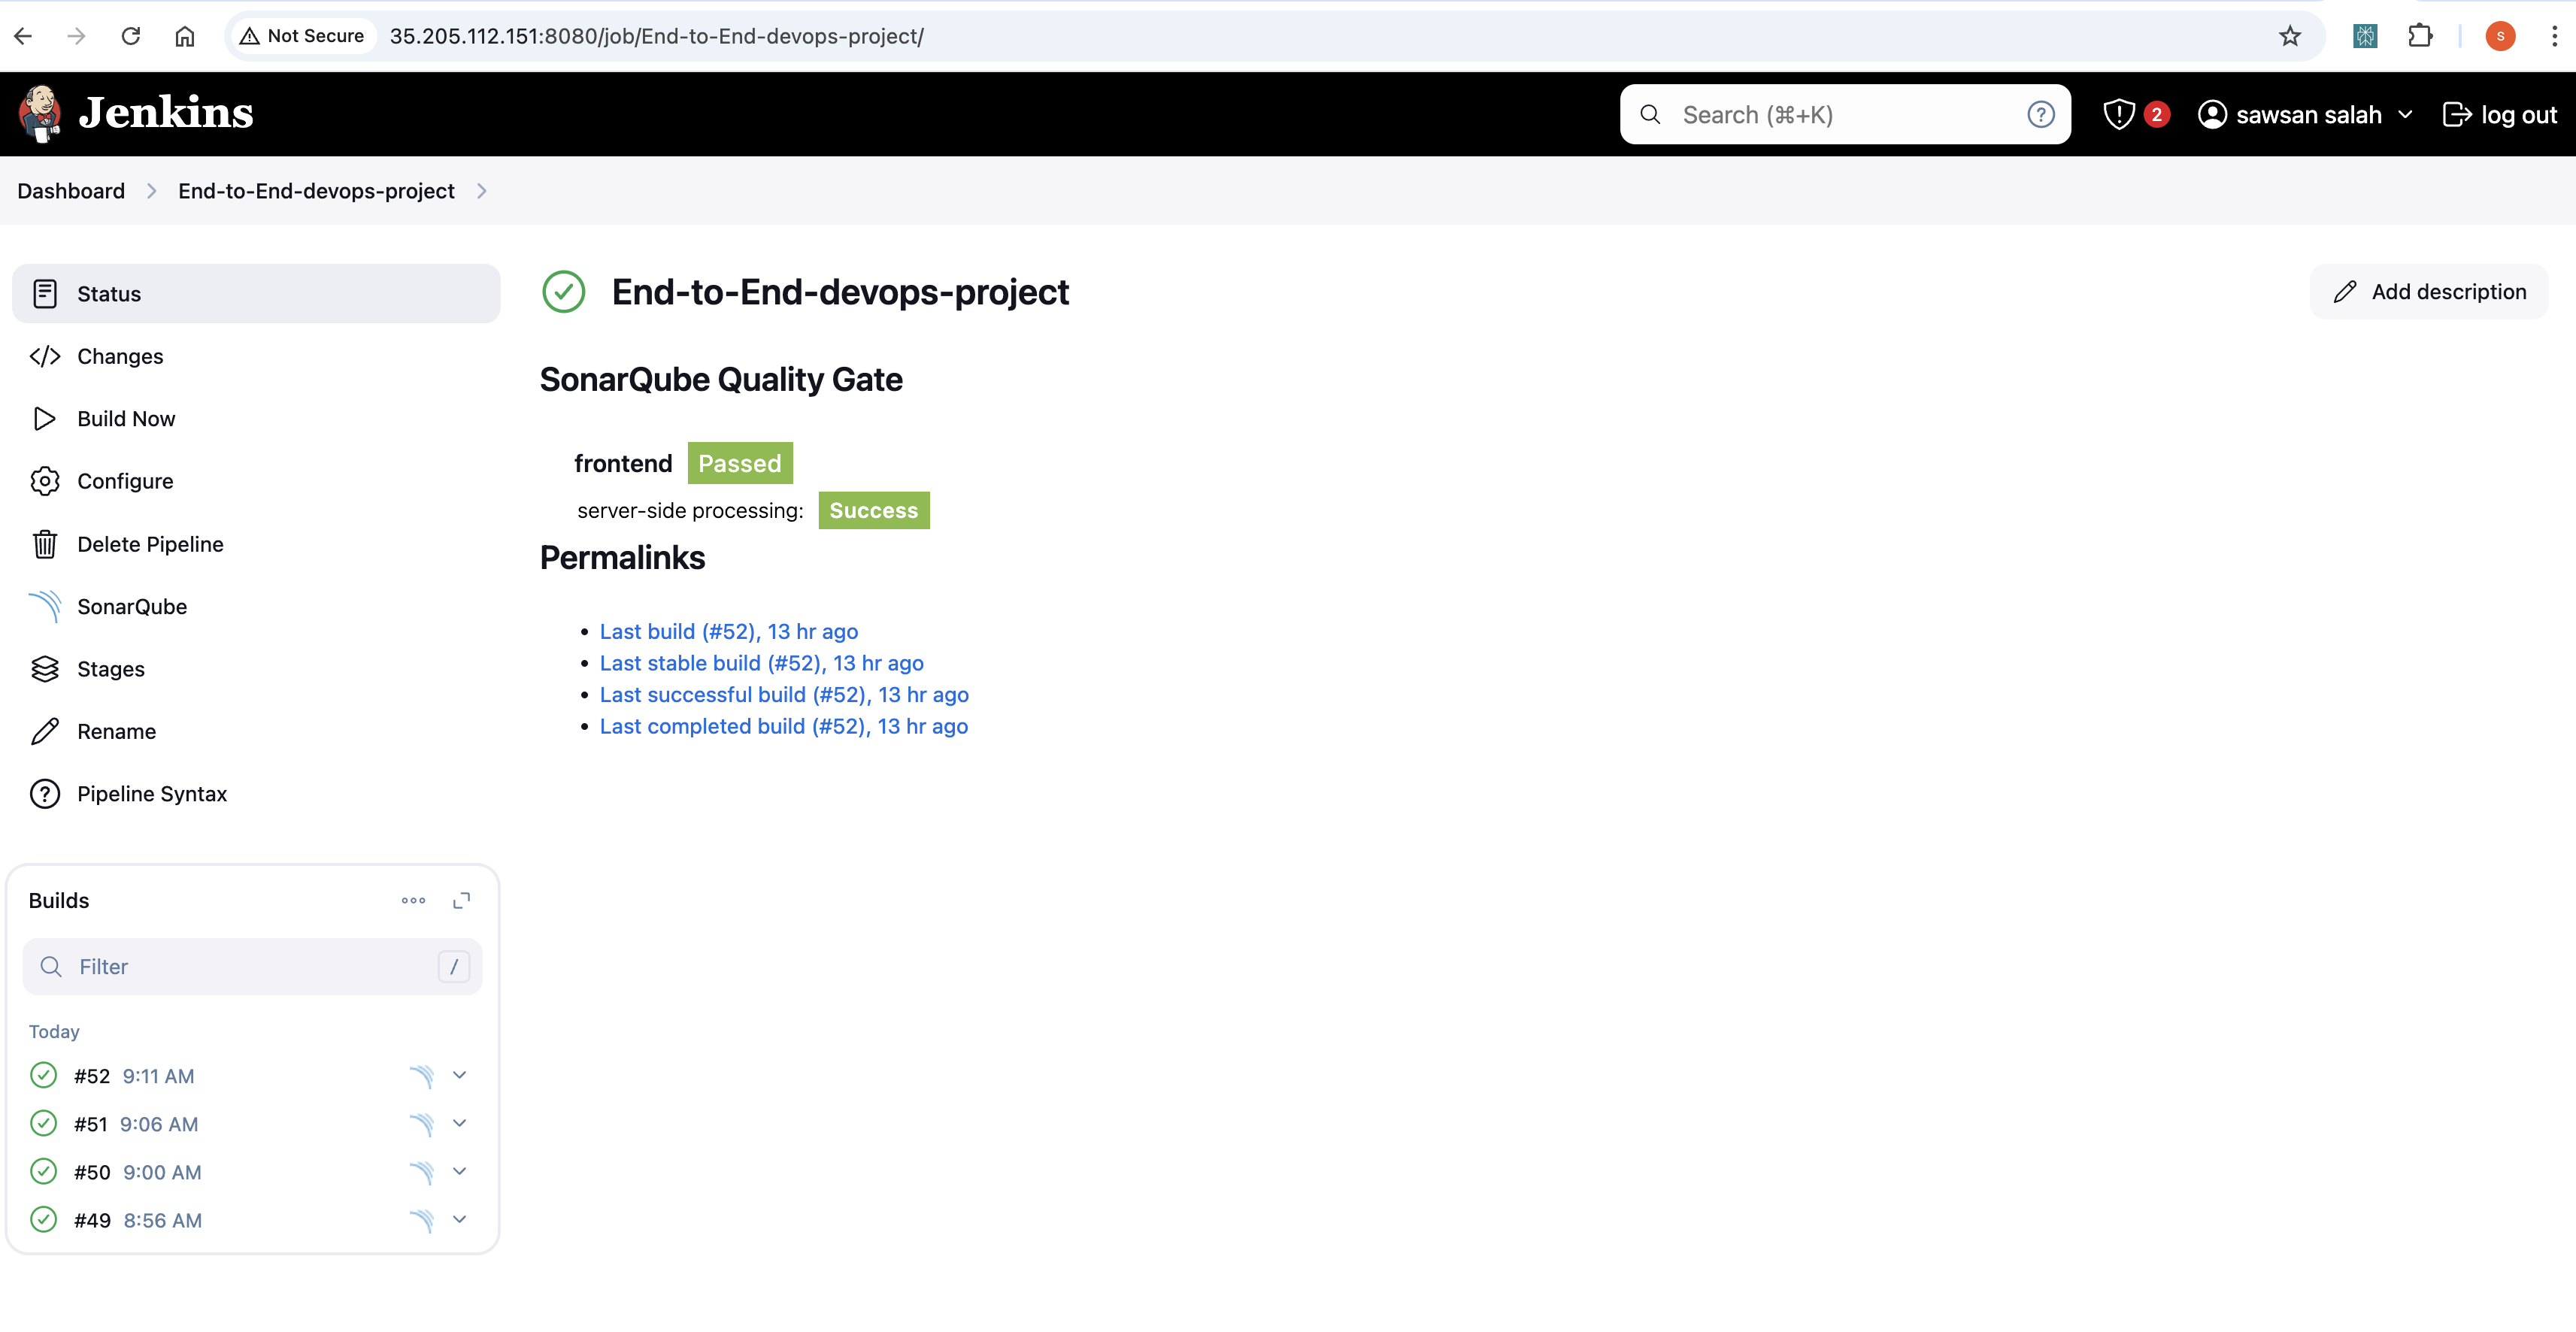 Not Secure 35.205.112.151:8080/job/End-to-End-devops-project/ S
Jenkins Search (⌘+K) ? 2 sawsan salah log out
Dashboard End-to-End-devops-project
Status
Changes
Build Now
Configure
Delete Pipeline
SonarQube
Stages
Rename
Pipeline Syntax
Builds
Filter /
Today
#52 9:11 AM
#51 9:06 AM
#50 9:00 AM
#49 8:56 AM
End-to-End-devops-project Add description
SonarQube Quality Gate
frontend Passed
server-side processing: Success
Permalinks
• Last build (#52), 13 hr ago
• Last stable build (#52), 13 hr ago
• Last successful build (#52), 13 hr ago
• Last completed build (#52), 13 hr ago